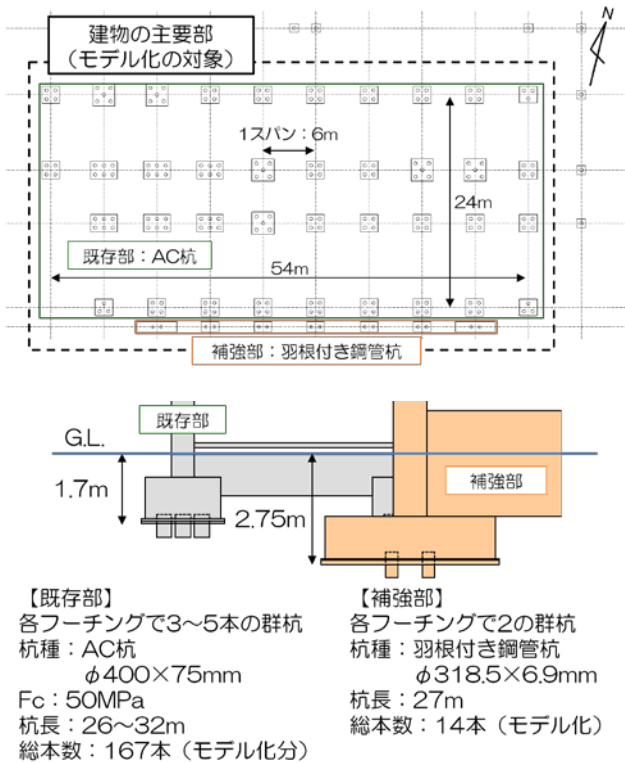 建物の主要部
（モデル化の対象）
N
1スパン：6m
24m
既存部：AC杭
54m
補強部：羽根付き鋼管杭
既存部
G.L.
補強部
1.7m
2.75m
【既存部】
各フーチングで3～5本の群杭
杭種：AC杭
φ400×75mm
Fc：50MPa
杭長：26～32m
総本数：167本（モデル化分）
【補強部】
各フーチングで2の群杭
杭種：羽根付き鋼管杭
φ318.5×6.9mm
杭長：27m
総本数：14本（モデル化）